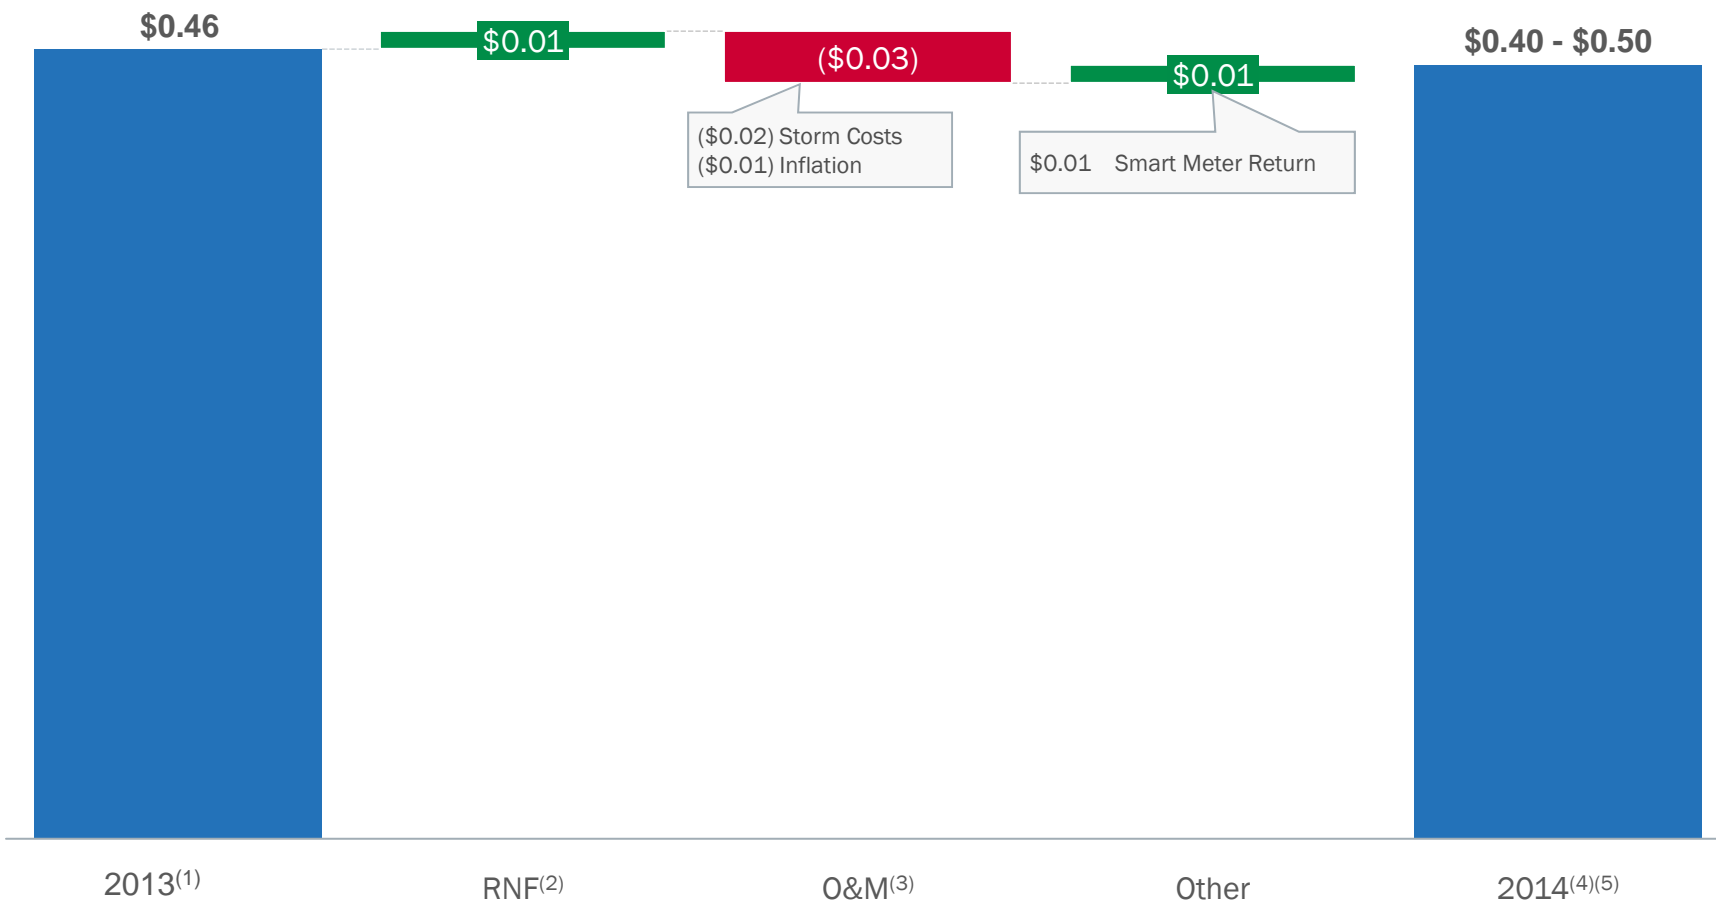 $0.46
$0.01
($0.03)
$0.01
$0.40 - $0.50
($0.02) Storm Costs
($0.01) Inflation
$0.01 Smart Meter Return
2013(1)
RNF(2)
O&M(3)
Other
2014(4)(5)